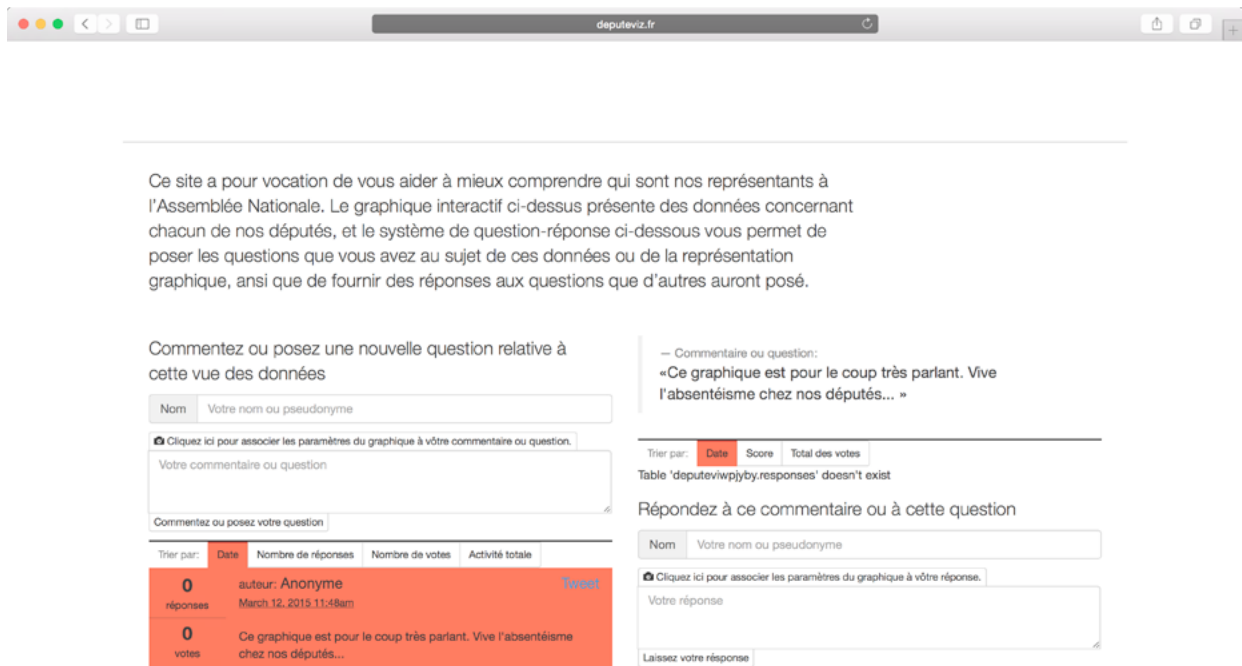 deputeviz.fr
Ce site a pour vocation de vous aider à mieux comprendre qui sont nos représentants à
l'Assemblée Nationale. Le graphique interactif ci-dessus présente des données concernant
chacun de nos députés, et le système de question-réponse ci-dessous vous permet de
poser les questions que vous avez au sujet de ces données ou de la représentation
graphique, ansi que de fournir des réponses aux questions que d'autres auront posé.
Commentez ou posez une nouvelle question relative à
cette vue des données
Nom Votre nom ou pseudonyme
Cliquez ici pour associer les paramètres du graphique à vôtre commentaire ou question.
Votre commentaire ou question
Commentez ou posez votre question
Trier par: Date Nombre de réponses Nombre de votes Activité totale
0 auteur: Anonyme Tweet
réponses March 12, 2015 11:48am
0 Ce graphique est pour le coup très parlant. Vive l'absentéisme
votes chez nos députés...
— Commentaire ou question:
«Ce graphique est pour le coup très parlant. Vive
l'absentéisme chez nos députés... »
Trier par: Date Score Total des votes
Table 'deputeviwpjyby.responses' doesn't exist
Répondez à ce commentaire ou à cette question
Nom Votre nom ou pseudonyme
Cliquez ici pour associer les paramètres du graphique à vôtre réponse.
Votre réponse
Laissez votre résponse